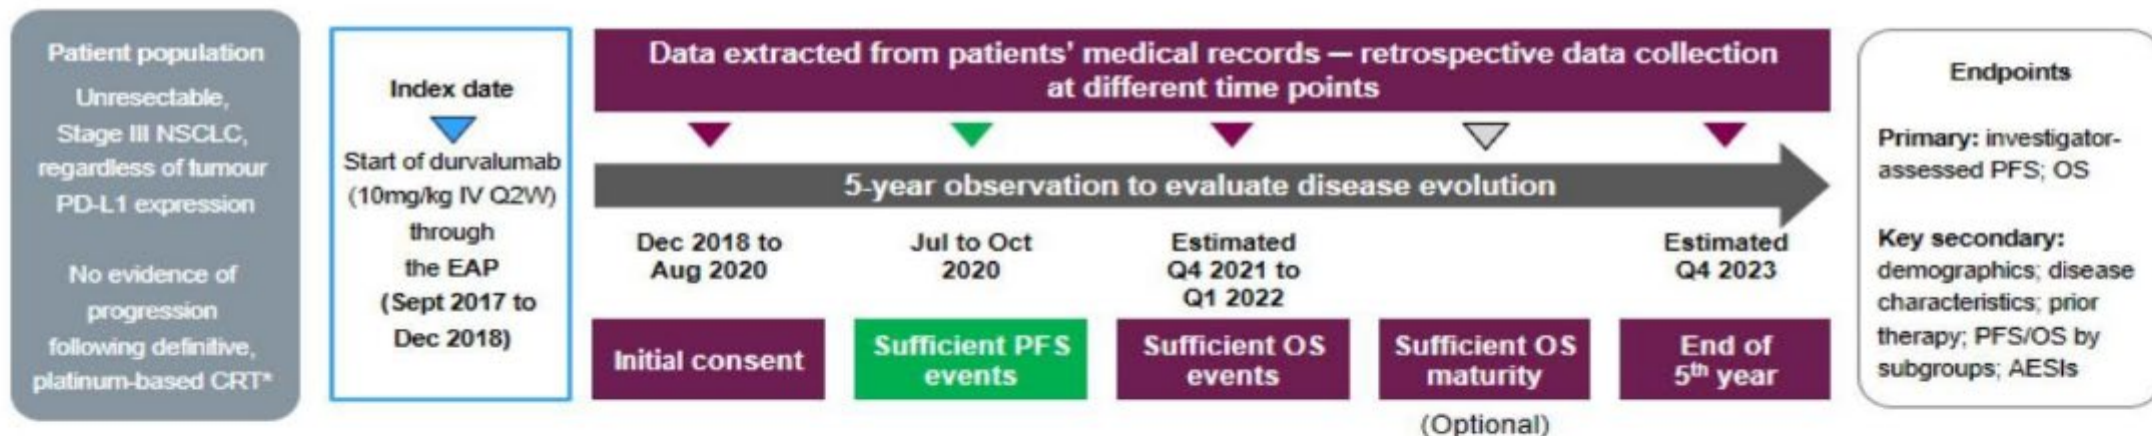 Patient population
Unresectable,
Stage III NSCLC,
regardless of tumour
PD-L1 expression
No evidence of
progression
following definitive,
platinum-based CRT*
Index date
Start of durvalumab
(10mg/kg IV Q2W)
through
the EAP
(Sept 2017 to
Dec 2018)
Data extracted from patients' medical records — retrospective data collection
at different time points
5-year observation to evaluate disease evolution
Dec 2018 to
Aug 2020
Initial consent
Jul to Oct
2020
Sufficient PFS
events
Estimated
Q4 2021 to
Q1 2022
Sufficient OS
events
Sufficient OS
maturity
(Optional)
Estimated
Q4 2023
End of
5th year
Endpoints
Primary: investigator-
assessed PFS; OS
Key secondary:
demographics; disease
characteristics; prior
therapy; PFS/OS by
subgroups; AESIs